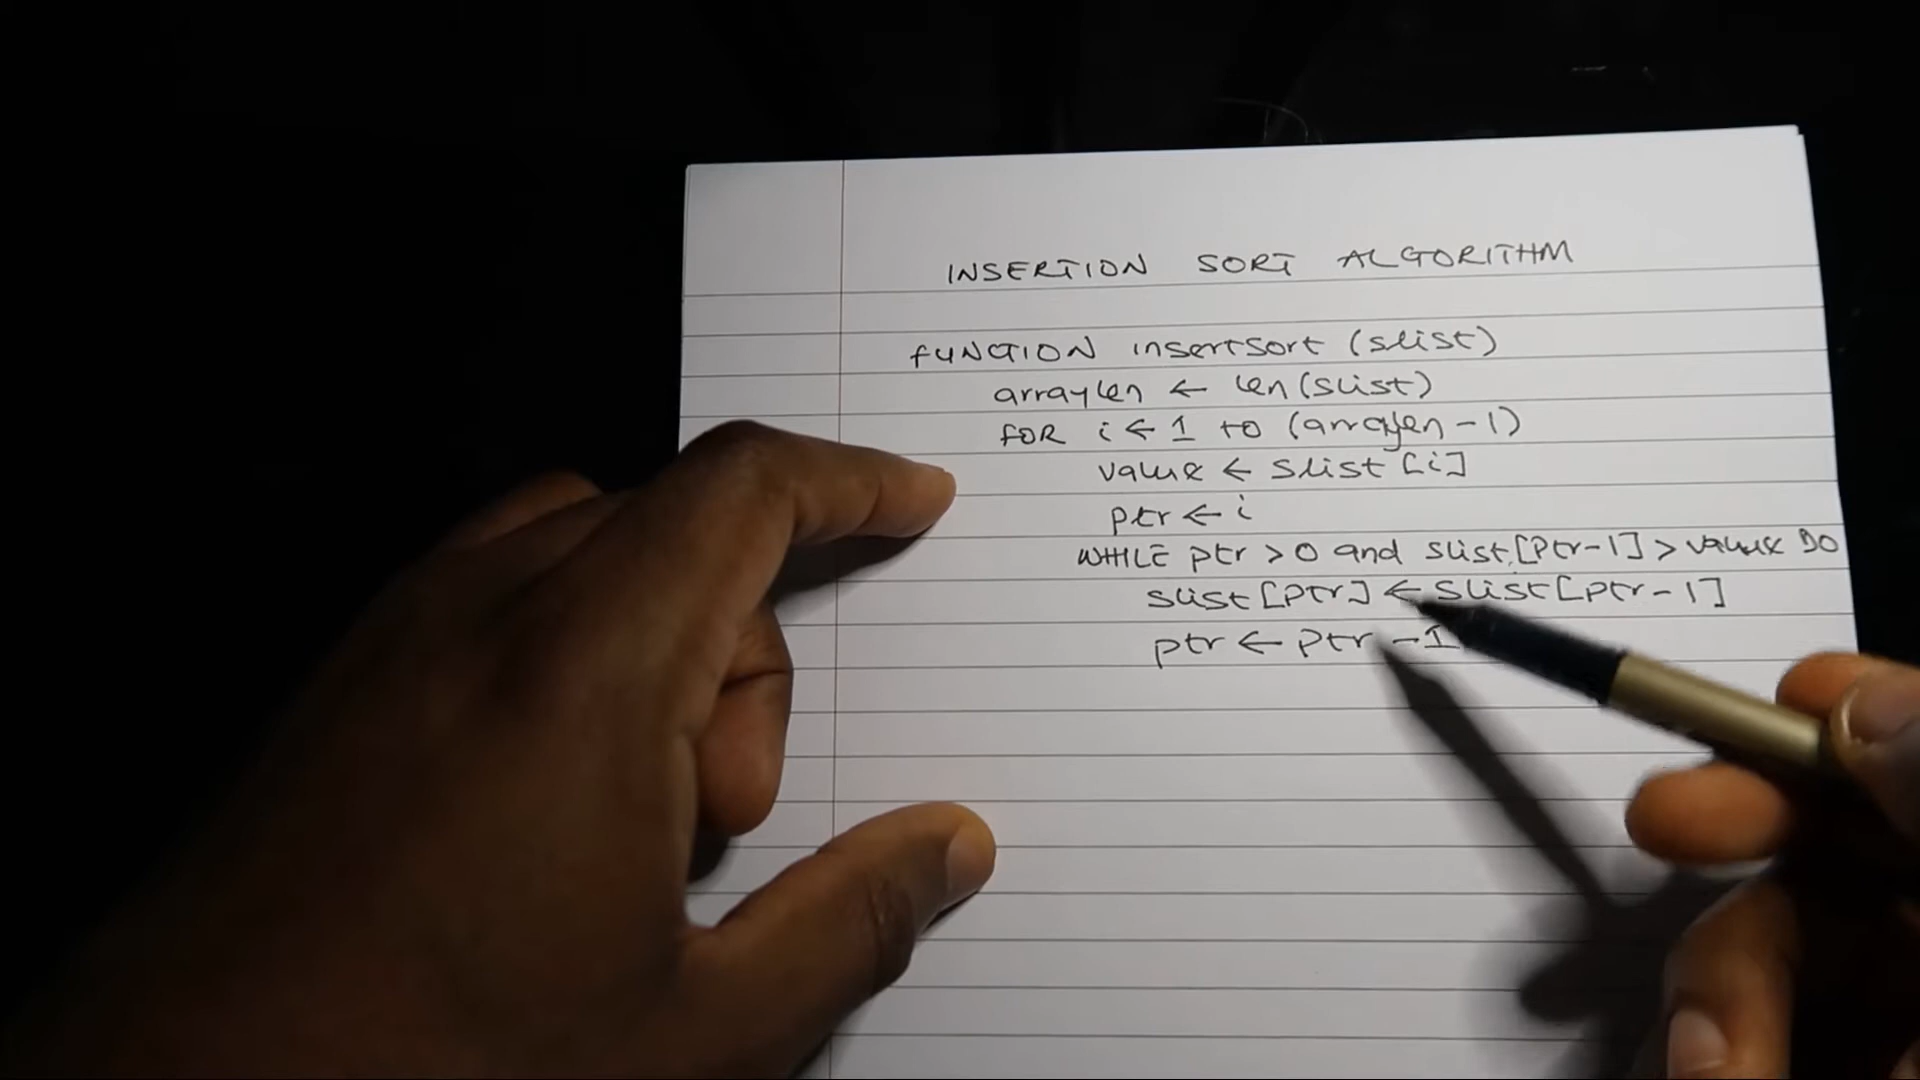 INSERTION SORT ALGORITHM
FUNCTION insertsort (slist)
arraylen ← len(slist)
FOR i ← 1 to (arraylen - 1)
value ← slist [i]
ptr ← i
WHILE ptr > 0 and slist[ptr-1] > value DO
slist [ptr] ← slist [ptr - 1]
ptr ← ptr - 1